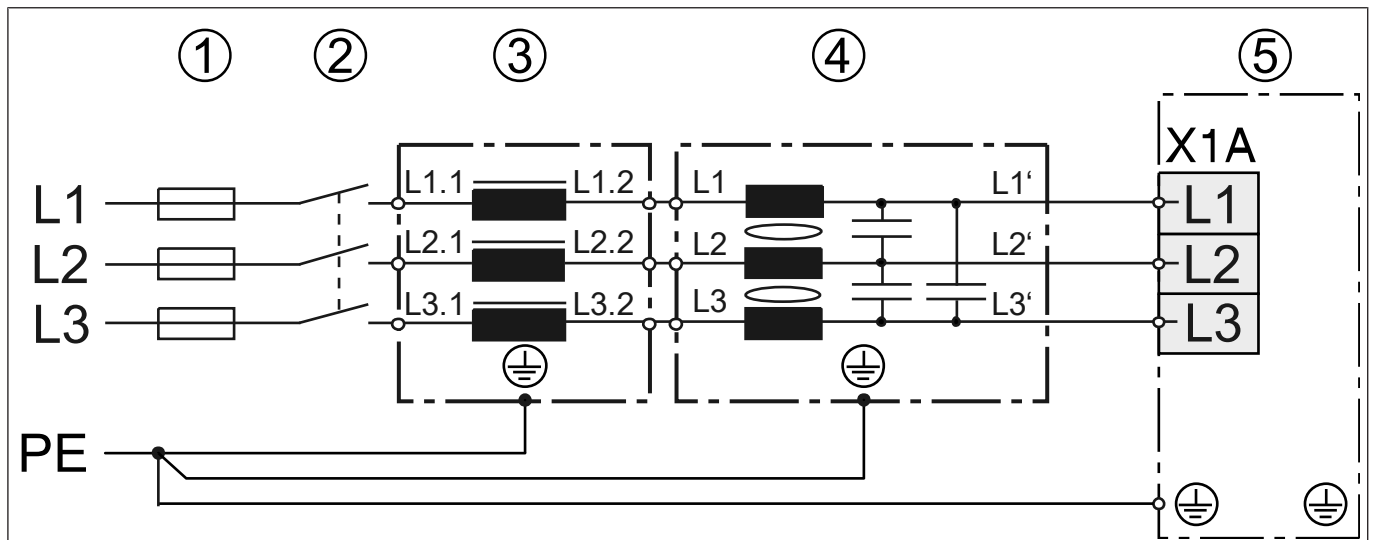 ① ② ③ ④ ⑤
X1A
L1 L1.1 L1.2 L1 L1‘ L1
L2 L2.1 L2.2 L2 L2‘ L2
L3 L3.1 L3.2 L3 L3‘ L3
PE